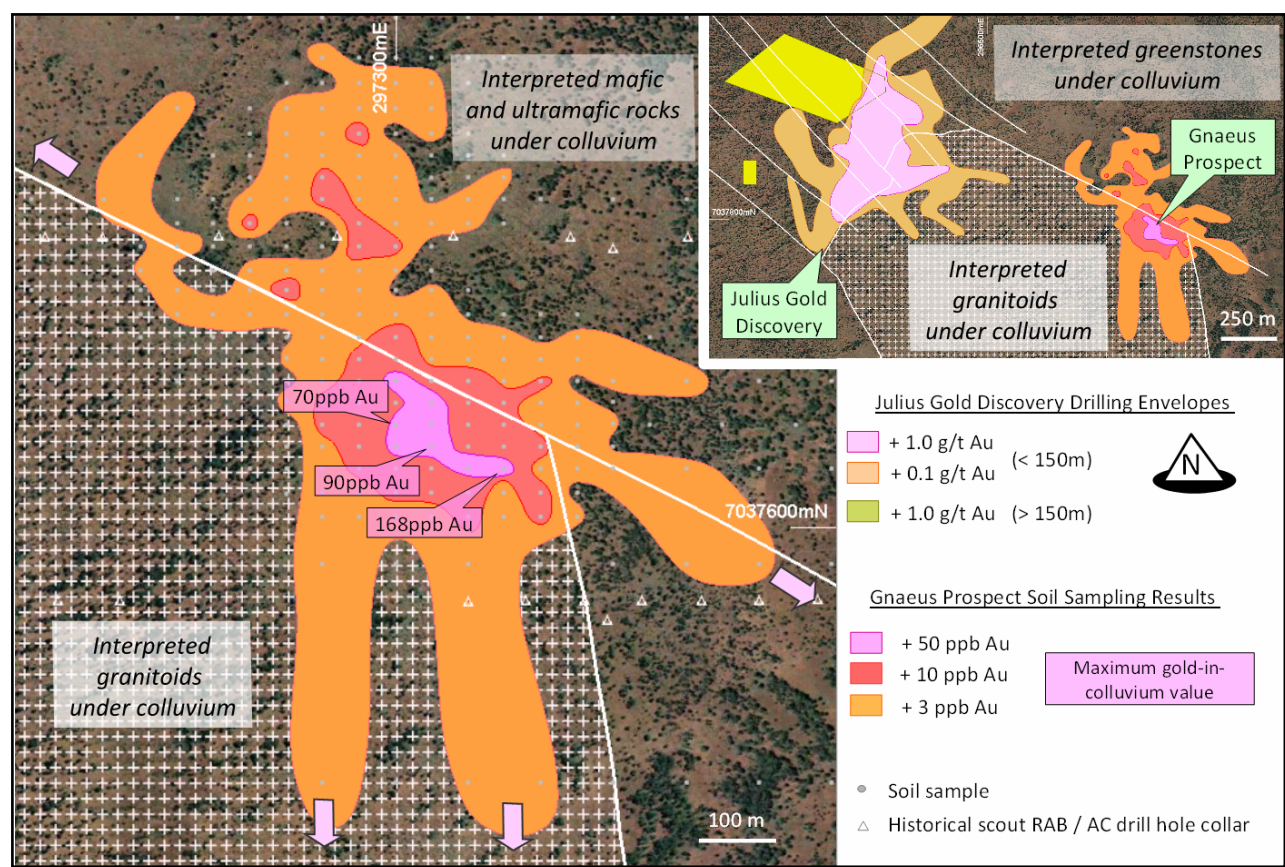 297300mE
Interpreted mafic
and ultramafic rocks
under colluvium
70ppb Au
90ppb Au
168ppb Au
7037600mN
Interpreted
granitoids
under colluvium
100 m
Interpreted greenstones
under colluvium
Gnaeus
Prospect
7037800mN
Julius Gold
Discovery
Interpreted
granitoids
under colluvium
250 m
Julius Gold Discovery Drilling Envelopes
+ 1.0 g/t Au
(< 150m)
+ 0.1 g/t Au
+ 1.0 g/t Au (> 150m)
N
Gnaeus Prospect Soil Sampling Results
+ 50 ppb Au
+ 10 ppb Au
+ 3 ppb Au
Maximum gold-in-
colluvium value
Soil sample
Historical scout RAB / AC drill hole collar